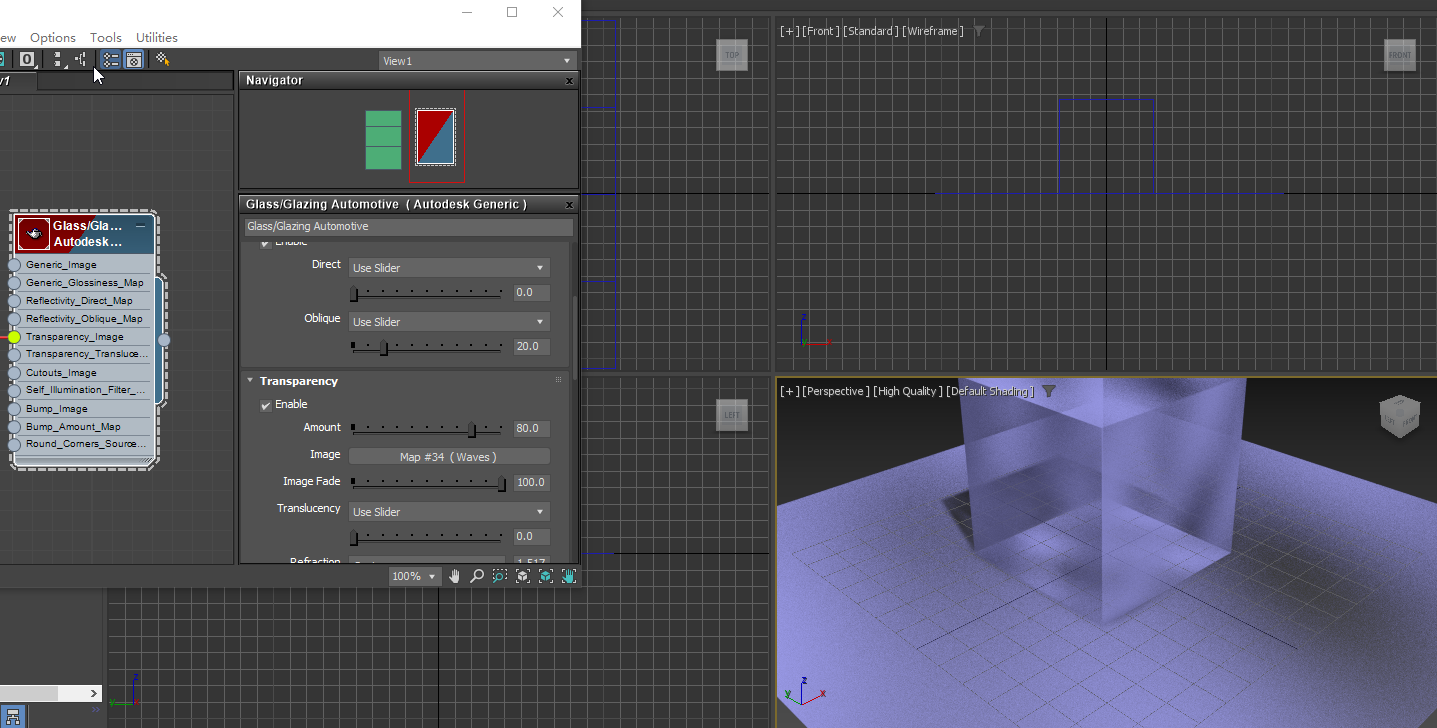 ew Options Tools Utilities
View1
v1
Navigator
Glass/Glazing Automotive ( Autodesk Generic )
Glass/Glazing Automotive
Enable
Direct Use Slider
0.0
Oblique Use Slider
20.0
Transparency
Enable
Amount 80.0
Image Map #34 (Waves)
Image Fade 100.0
Translucency Use Slider
0.0
Refraction 1.517
100%
Glass/Gla...
Autodesk...
Generic_Image
Generic_Glossiness_Map
Reflectivity_Direct_Map
Reflectivity_Oblique_Map
Transparency_Image
Transparency_Transluce...
Cutouts_Image
Self_Illumination_Filter_...
Bump_Image
Bump_Amount_Map
Round_Corners_Source...
TOP
[+] [Front ] [Standard ] [Wireframe ]
FRONT
z
x
y
LEFT
z
y
[+] [Perspective ] [High Quality ] [Default Shading ]
z
y
x